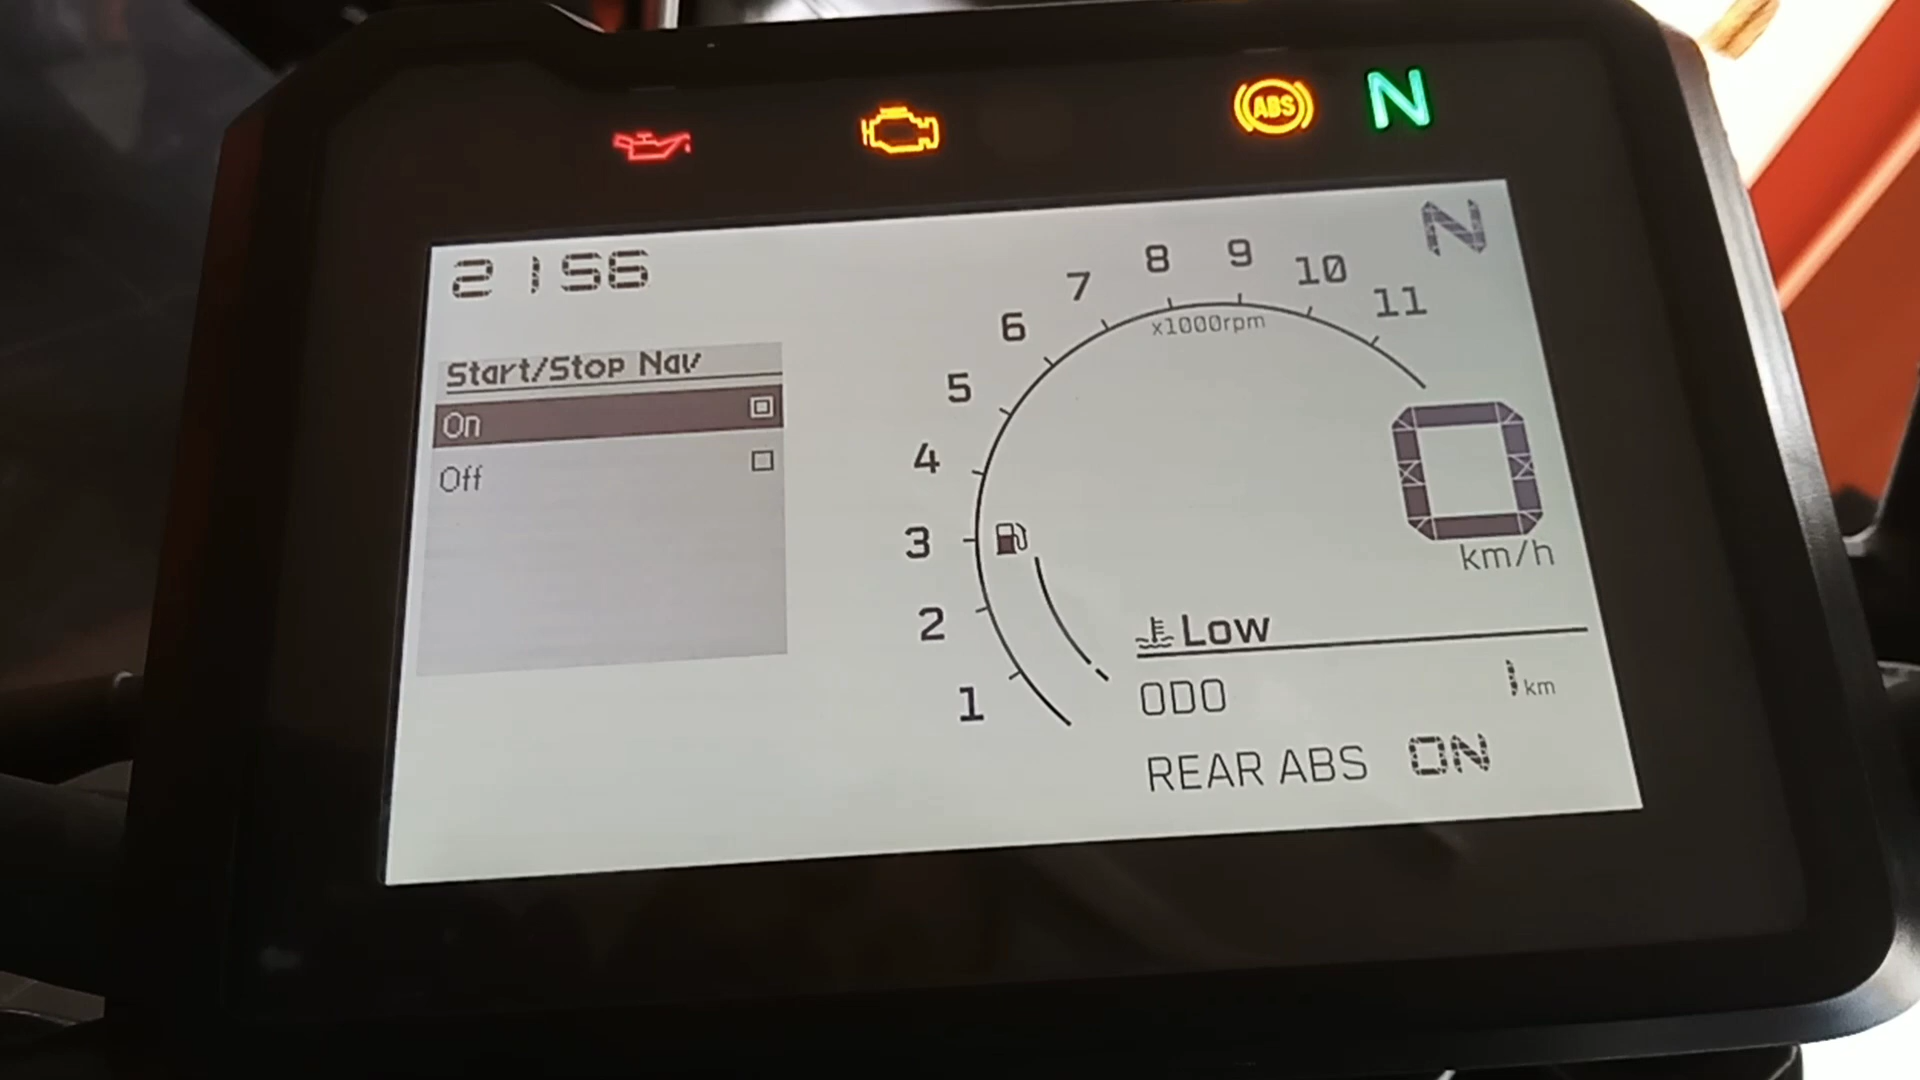 ABS N
2156
N
Start/Stop Nav
On
Off
1
2
3
4
5
6
7
8
9
10
11
x1000rpm
0
km/h
Low
ODO 1 km
REAR ABS ON